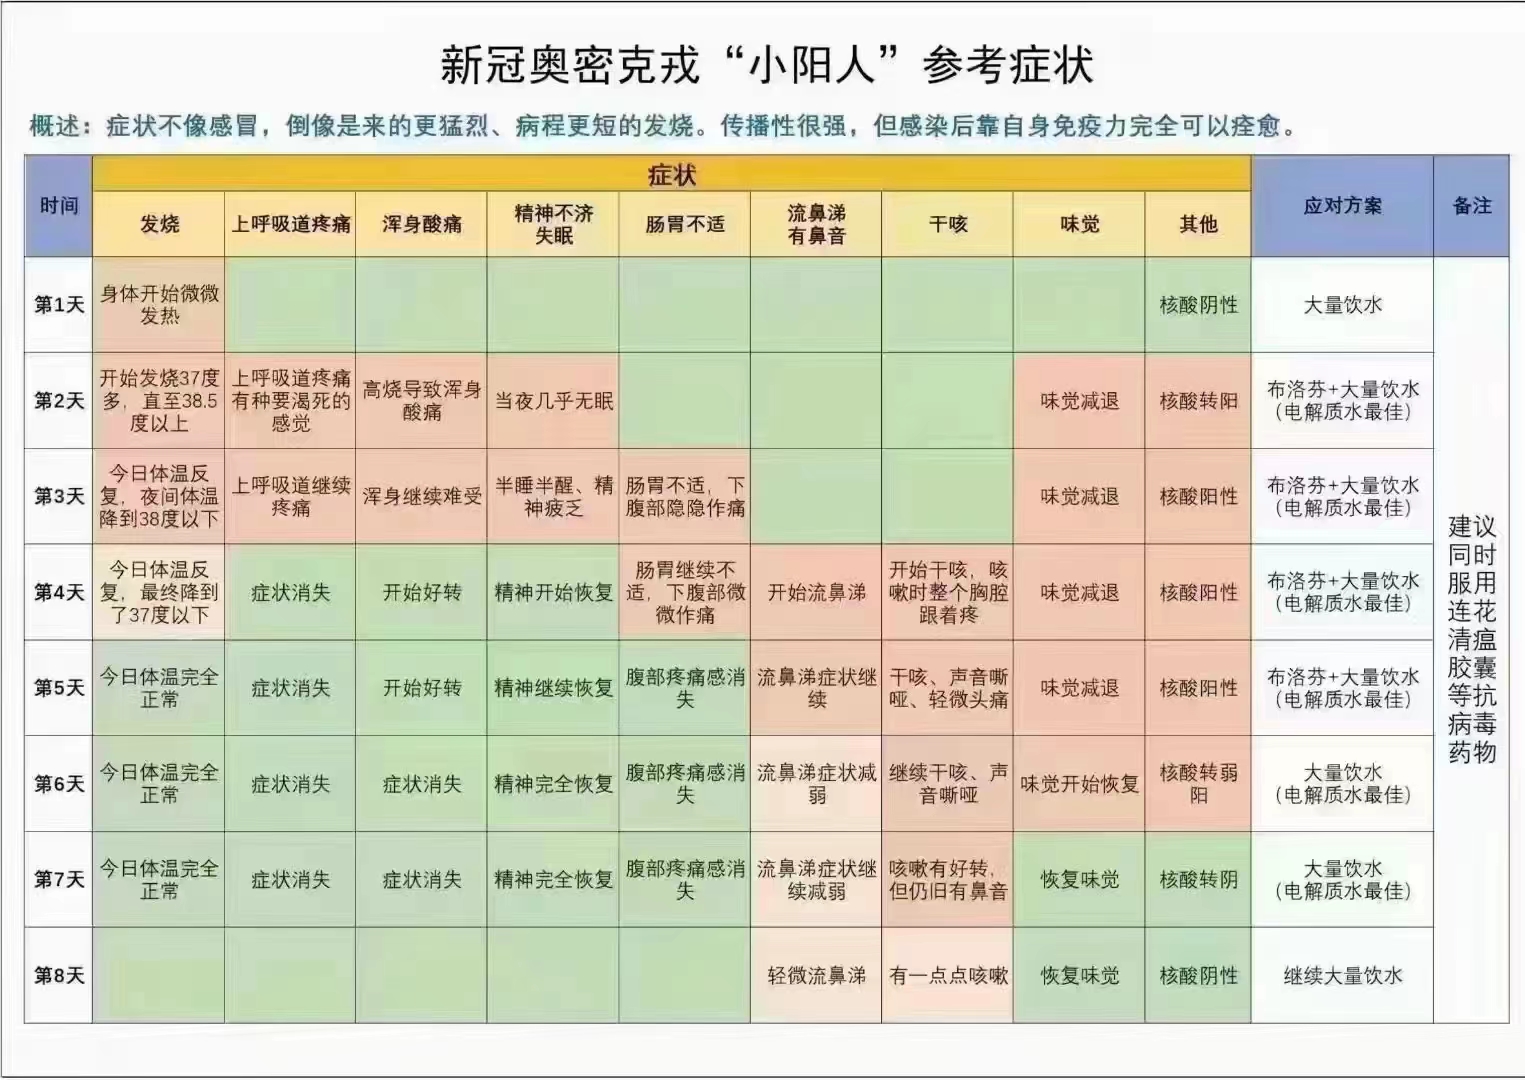 新冠奥密克戎“小阳人”参考症状
概述：症状不像感冒，倒像是来的更猛烈、病程更短的发烧。传播性很强，但感染后靠自身免疫力完全可以痊愈。
时间
症状
应对方案
备注
发烧
上呼吸道疼痛
浑身酸痛
精神不济
失眠
肠胃不适
流鼻涕
有鼻音
干咳
味觉
其他
第1天
身体开始微微
发热
核酸阴性
大量饮水
第2天
开始发烧37度
多，直至38.5
度以上
上呼吸道疼痛
有种要渴死的
感觉
高烧导致浑身
酸痛
当夜几乎无眠
味觉减退
核酸转阳
布洛芬+大量饮水
（电解质水最佳）
第3天
今日体温反
复，夜间体温
降到38度以下
上呼吸道继续
疼痛
浑身继续难受
半睡半醒、精
神疲乏
肠胃不适，下
腹部隐隐作痛
味觉减退
核酸阳性
布洛芬+大量饮水
（电解质水最佳）
第4天
今日体温反
复，最终降到
了37度以下
症状消失
开始好转
精神开始恢复
肠胃继续不
适，下腹部微
微作痛
开始流鼻涕
开始干咳，咳
嗽时整个胸腔
跟着疼
味觉减退
核酸阳性
布洛芬+大量饮水
（电解质水最佳）
第5天
今日体温完全
正常
症状消失
开始好转
精神继续恢复
腹部疼痛感消
失
流鼻涕症状继
续
干咳、声音嘶
哑、轻微头痛
味觉减退
核酸阳性
布洛芬+大量饮水
（电解质水最佳）
第6天
今日体温完全
正常
症状消失
症状消失
精神完全恢复
腹部疼痛感消
失
流鼻涕症状减
弱
继续干咳、声
音嘶哑
味觉开始恢复
核酸转弱
阳
大量饮水
（电解质水最佳）
第7天
今日体温完全
正常
症状消失
症状消失
精神完全恢复
腹部疼痛感消
失
流鼻涕症状继
续减弱
咳嗽有好转，
但仍旧有鼻音
恢复味觉
核酸转阴
大量饮水
（电解质水最佳）
第8天
轻微流鼻涕
有一点点咳嗽
恢复味觉
核酸阴性
继续大量饮水
建议
同时
服用
连花
清瘟
胶囊
等抗
病毒
药物